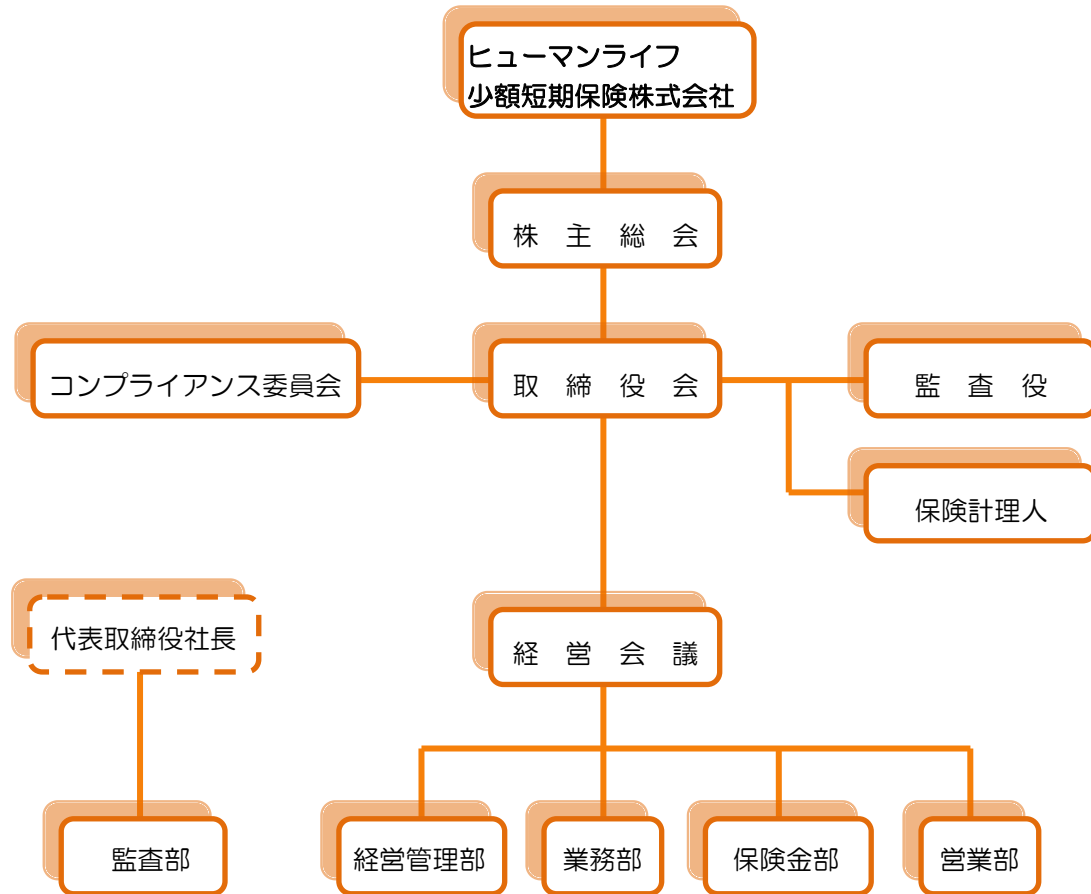 ヒューマンライフ
少額短期保険株式会社
株 主 総 会
コンプライアンス委員会
取 締 役 会
監 査 役
保険計理人
代表取締役社長
経 営 会 議
監査部
経営管理部
業務部
保険金部
営業部